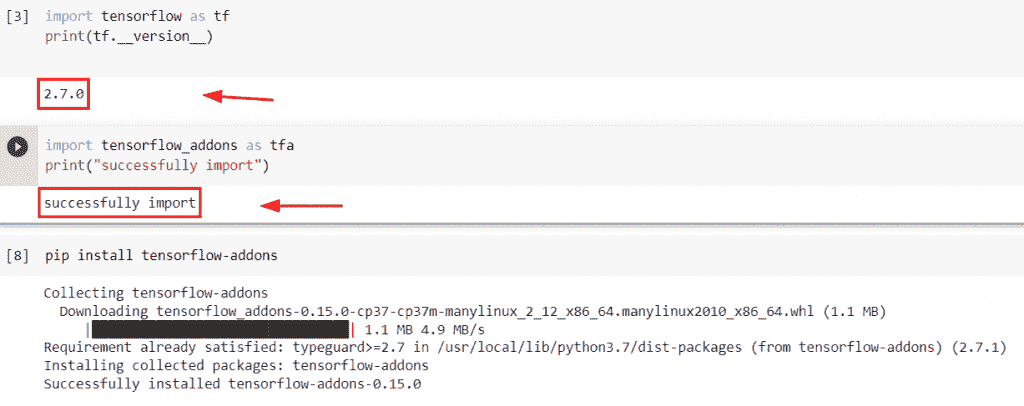 [3] import tensorflow as tf
print(tf.__version__)
2.7.0
import tensorflow_addons as tfa
print("successfully import")
successfully import
[8] pip install tensorflow-addons
Collecting tensorflow-addons
Downloading tensorflow_addons-0.15.0-cp37-cp37m-manylinux_2_12_x86_64.manylinux2010_x86_64.whl (1.1 MB)
| | 1.1 MB 4.9 MB/s
Requirement already satisfied: typeguard>=2.7 in /usr/local/lib/python3.7/dist-packages (from tensorflow-addons) (2.7.1)
Installing collected packages: tensorflow-addons
Successfully installed tensorflow-addons-0.15.0